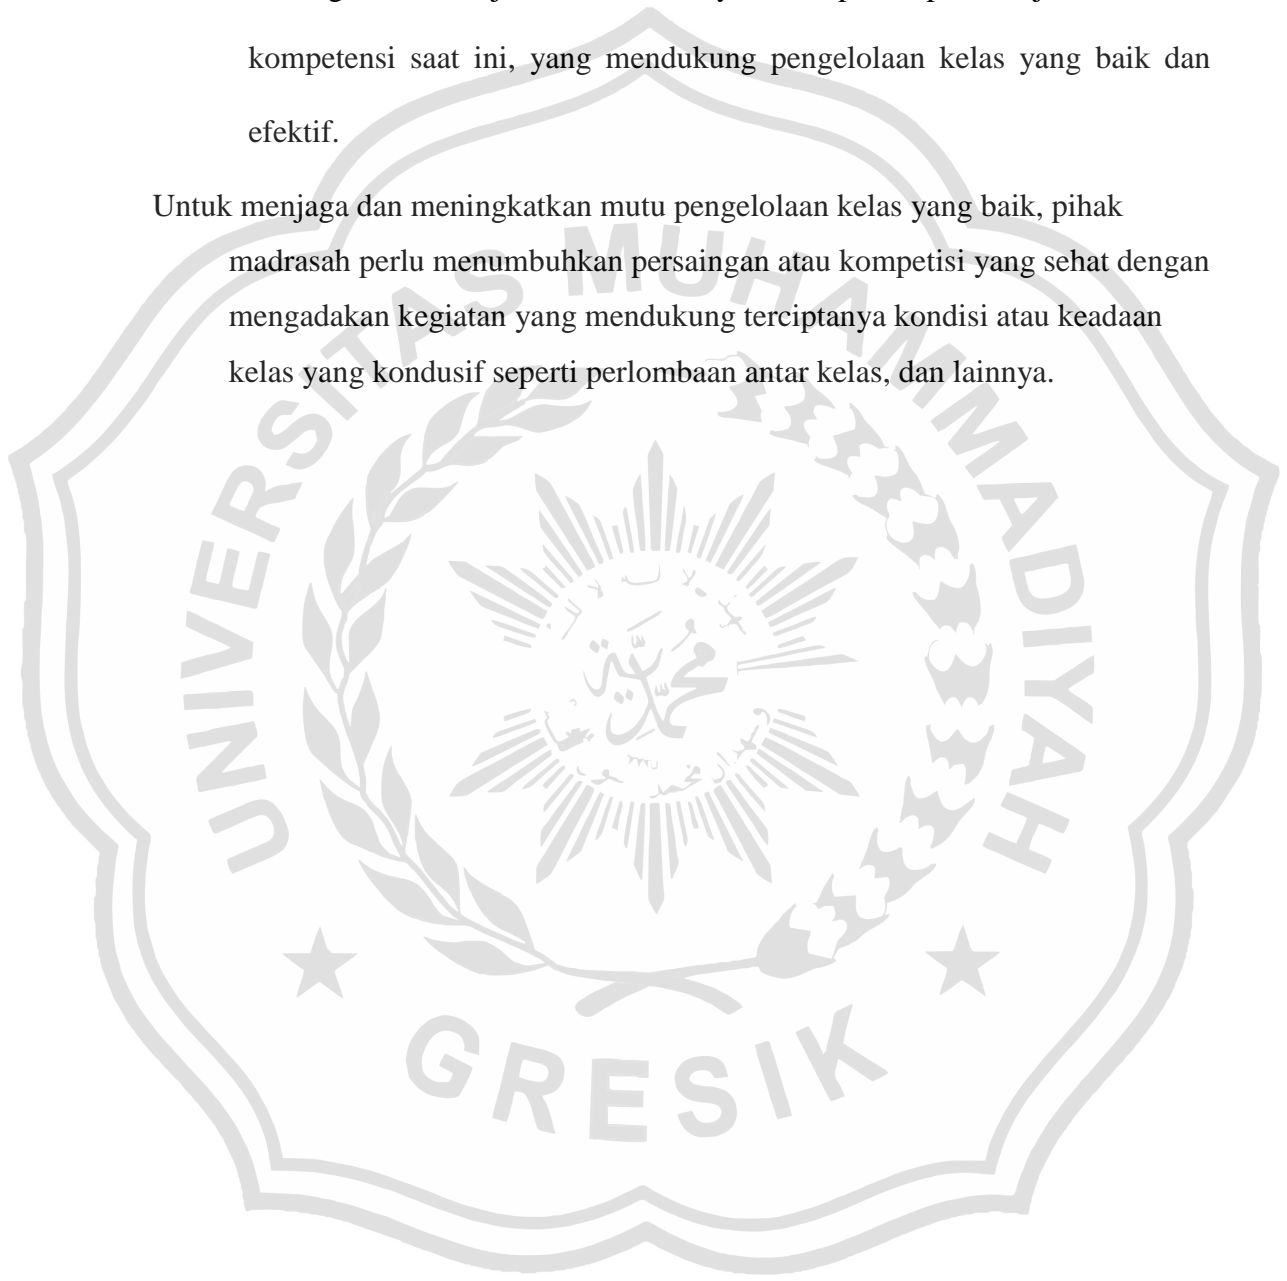 kompetensi saat ini, yang mendukung pengelolaan kelas yang baik dan
efektif.
Untuk menjaga dan meningkatkan mutu pengelolaan kelas yang baik, pihak
madrasah perlu menumbuhkan persaingan atau kompetisi yang sehat dengan
mengadakan kegiatan yang mendukung terciptanya kondisi atau keadaan
kelas yang kondusif seperti perlombaan antar kelas, dan lainnya.
UNIVERSITAS MUHAMMADIYAH
محمدية
GRESIK